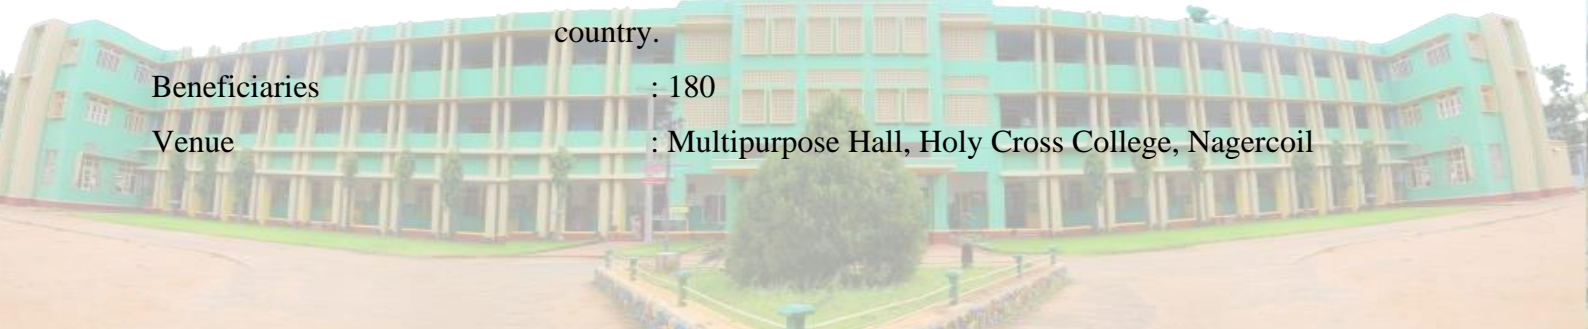 country.
Beneficiaries : 180
Venue : Multipurpose Hall, Holy Cross College, Nagercoil